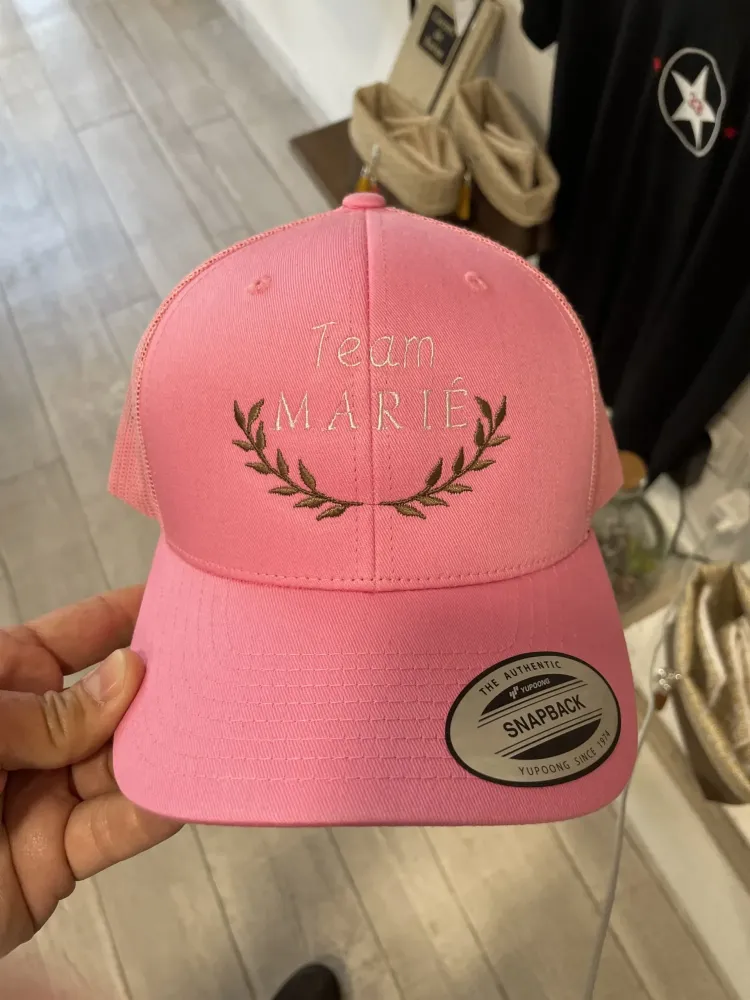 Team
MARIÉ
THE AUTHENTIC
YUPOONG
SNAPBACK
YUPOONG SINCE 1974